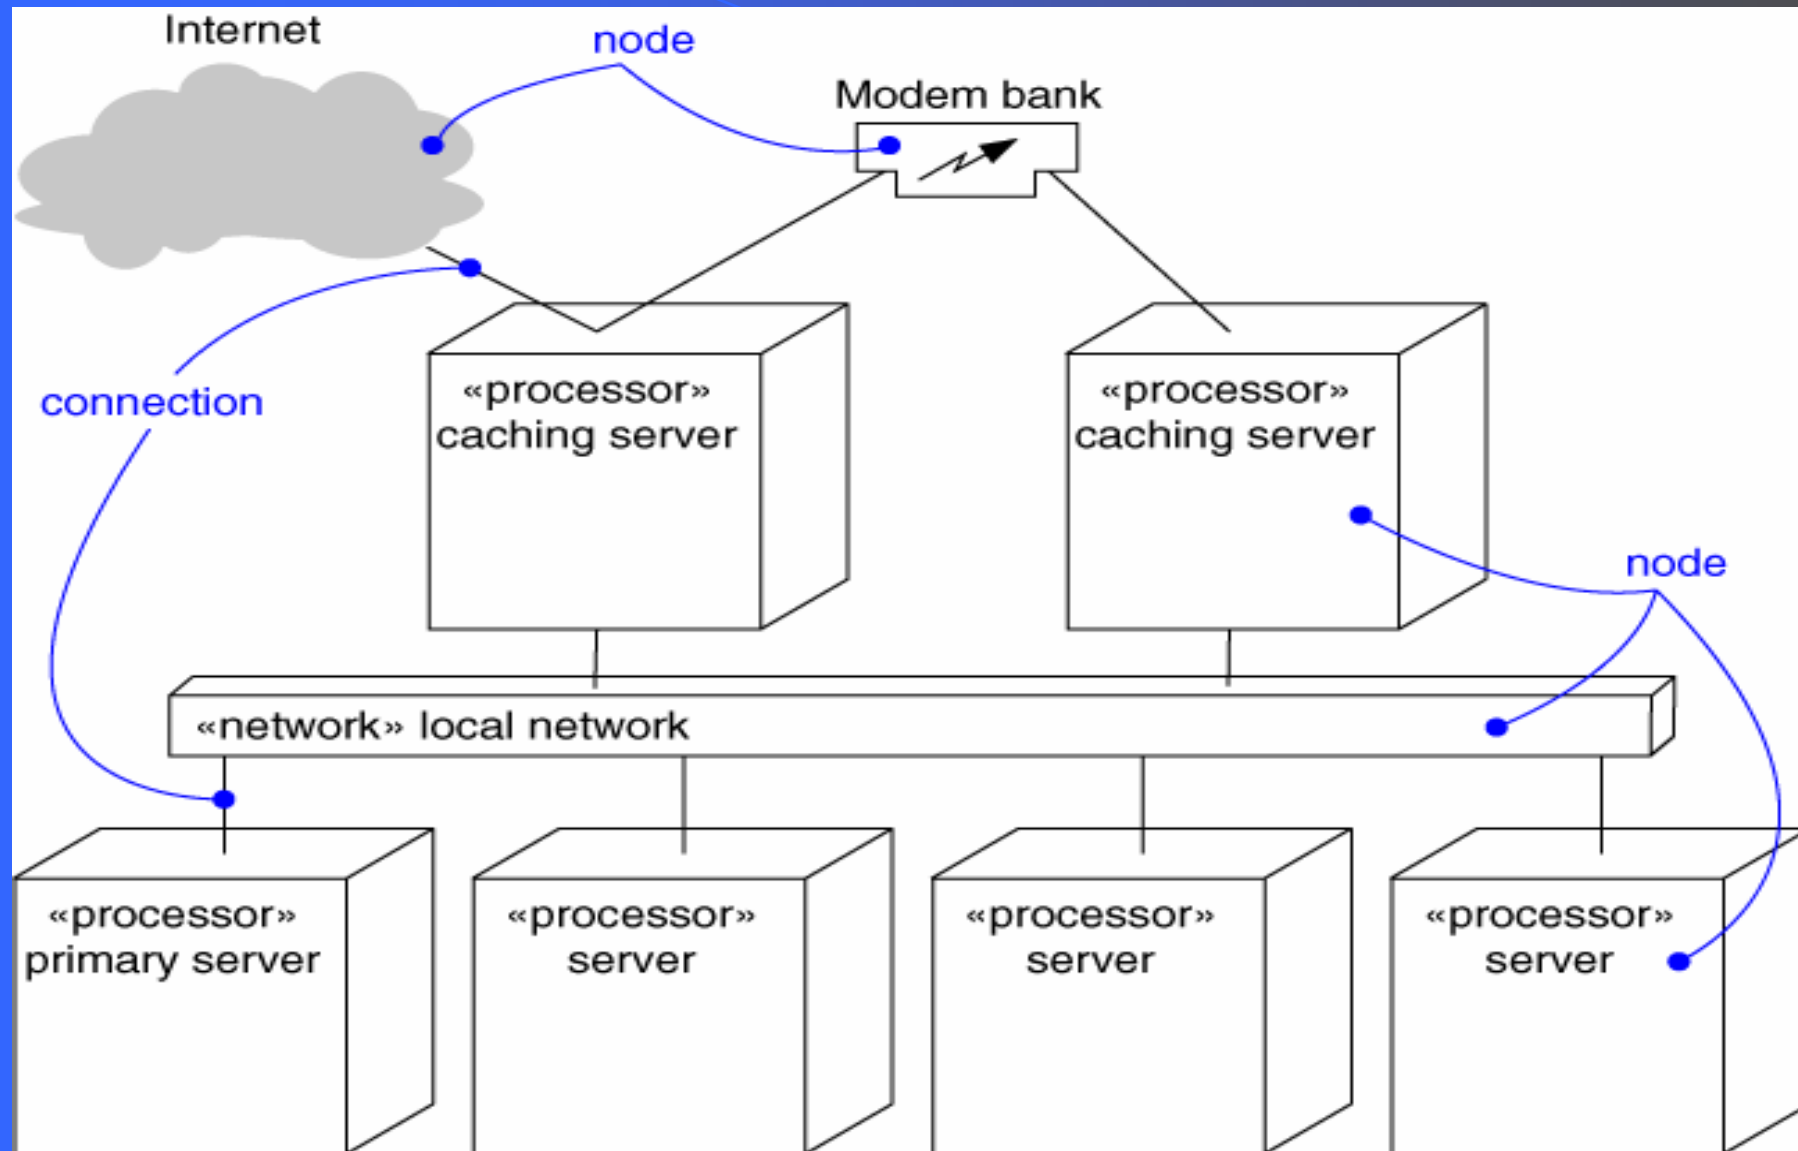 Internet
node
Modem bank
connection
«processor»
caching server
«processor»
caching server
node
«network» local network
«processor»
primary server
«processor»
server
«processor»
server
«processor»
server